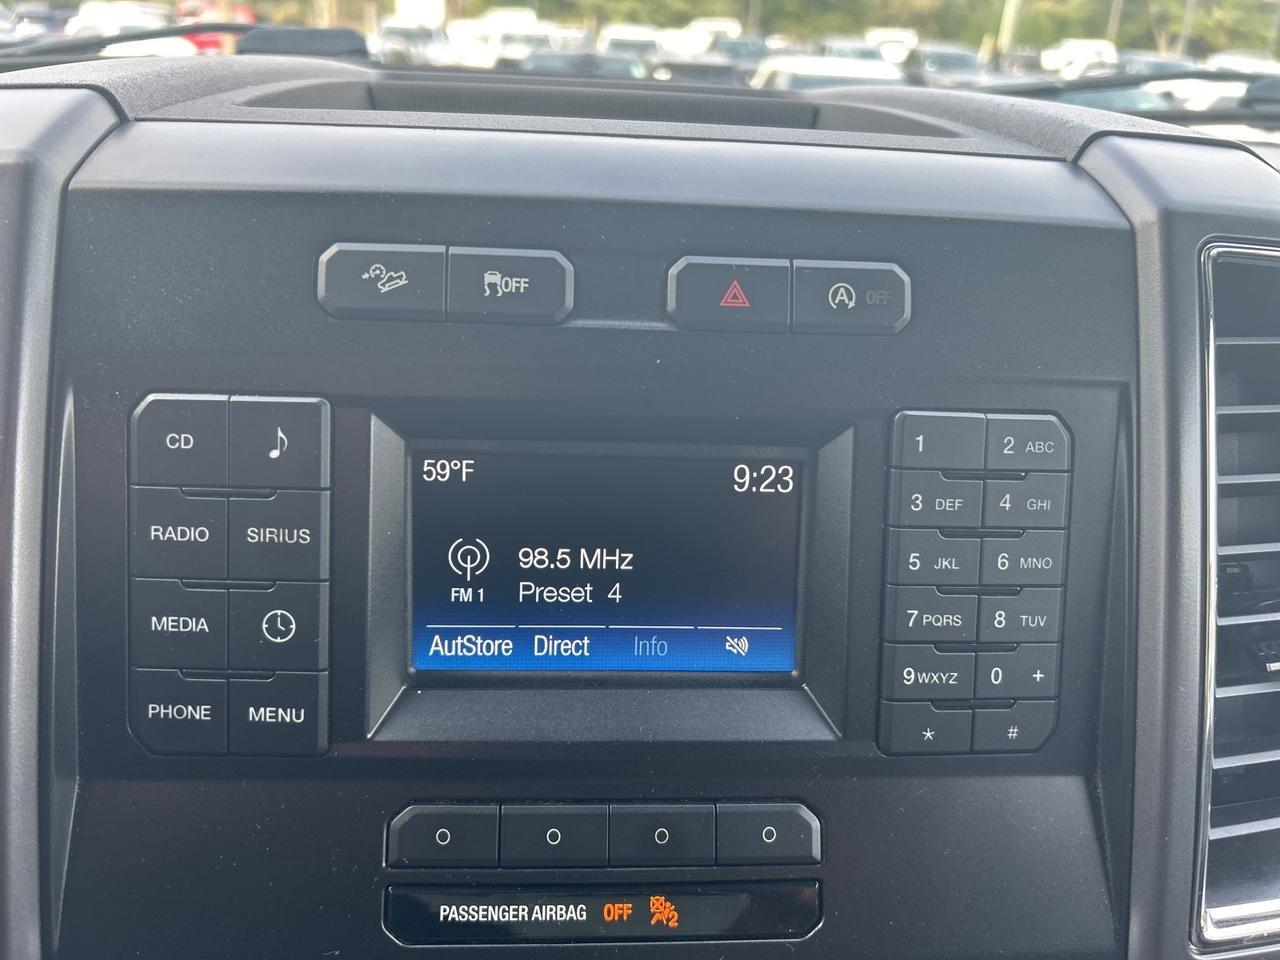 OFF
A OFF
CD
RADIO SIRIUS
MEDIA
PHONE MENU
59°F 9:23
98.5 MHz
FM 1 Preset 4
AutStore Direct Info
1 2 ABC
3 DEF 4 GHI
5 JKL 6 MNO
7 PQRS 8 TUV
9 WXYZ 0 +
* #
PASSENGER AIRBAG OFF 2